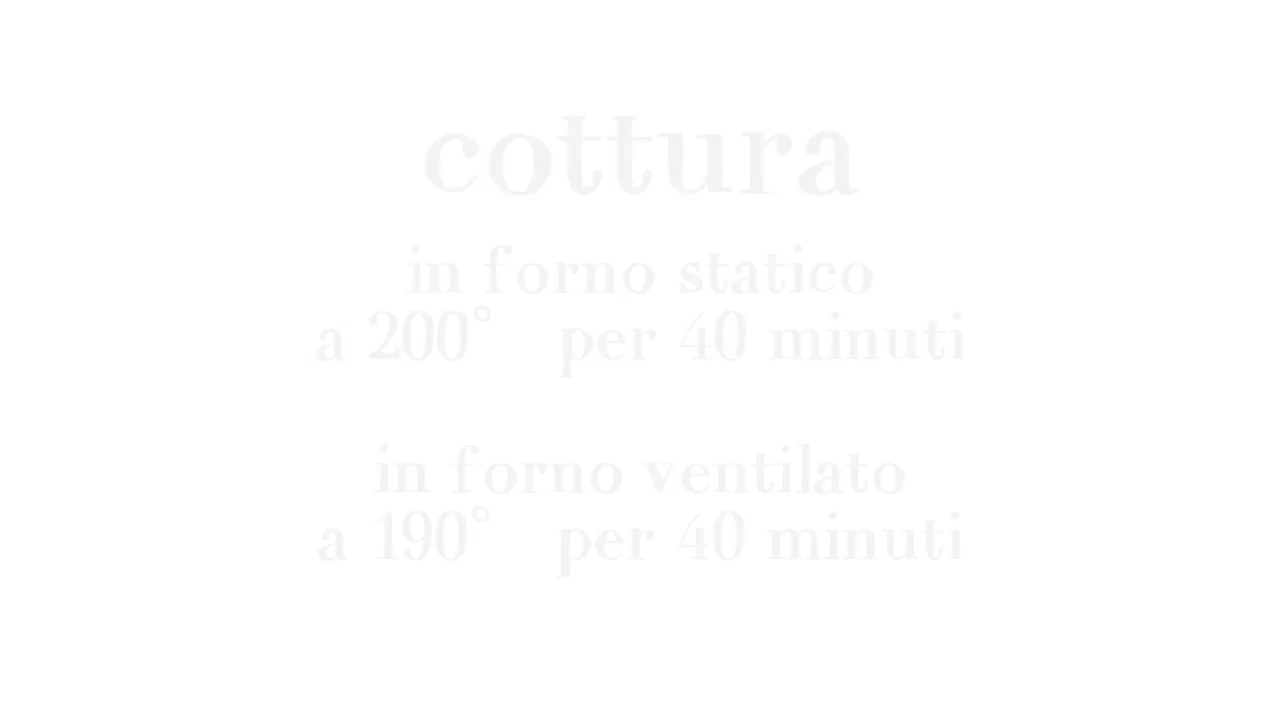 cottura
in forno statico
a 200° per 40 minuti
in forno ventilato
a 190° per 40 minuti